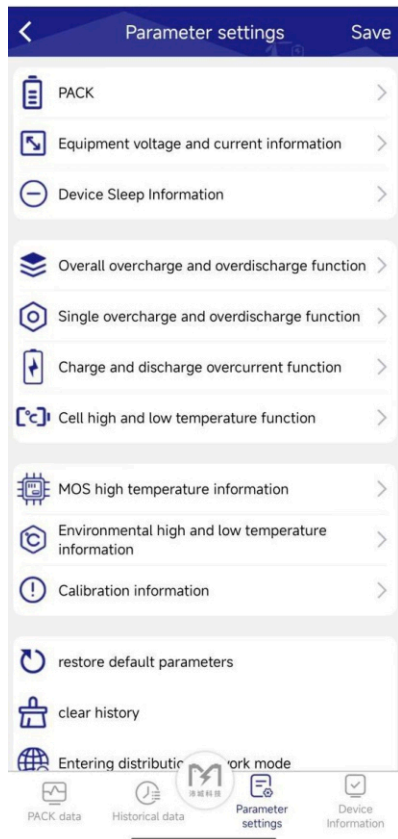 Parameter settings
Save
PACK
Equipment voltage and current information
Device Sleep Information
Overall overcharge and overdischarge function
Single overcharge and overdischarge function
Charge and discharge overcurrent function
[°c]
Cell high and low temperature function
MOS high temperature information
C
Environmental high and low temperature
information
Calibration information
restore default parameters
clear history
Entering
mode
PACK data
Historical data
Parameter
settings
Device
Information